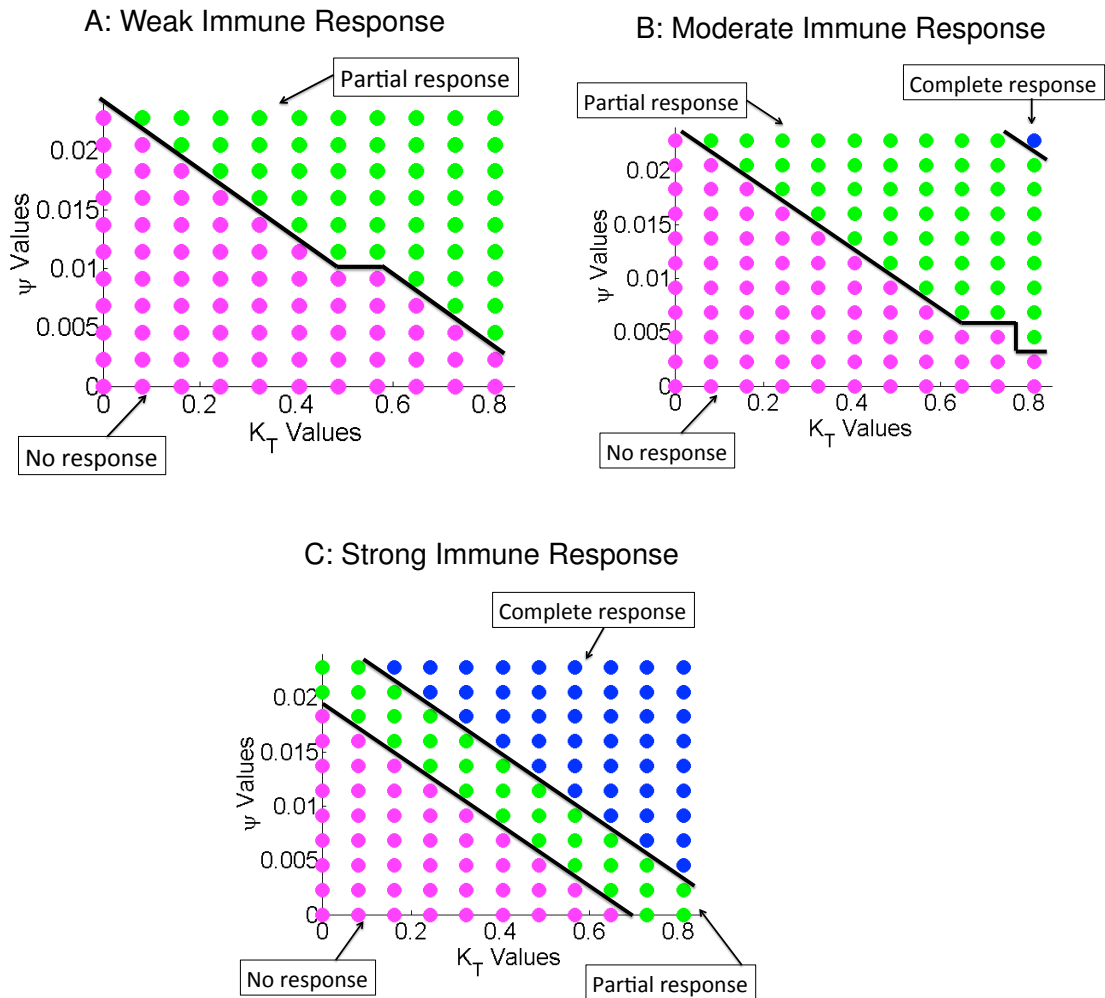 A: Weak Immune Response
Partial response
0.02
0.015
0.01
0.005
0
ψ Values
0 0.2 0.4 0.6 0.8
K_T Values
No response
B: Moderate Immune Response
Partial response
Complete response
0.02
0.015
0.01
0.005
0
ψ Values
0 0.2 0.4 0.6 0.8
K_T Values
No response
C: Strong Immune Response
Complete response
0.02
0.015
0.01
0.005
0
ψ Values
0 0.2 0.4 0.6 0.8
K_T Values
No response
Partial response